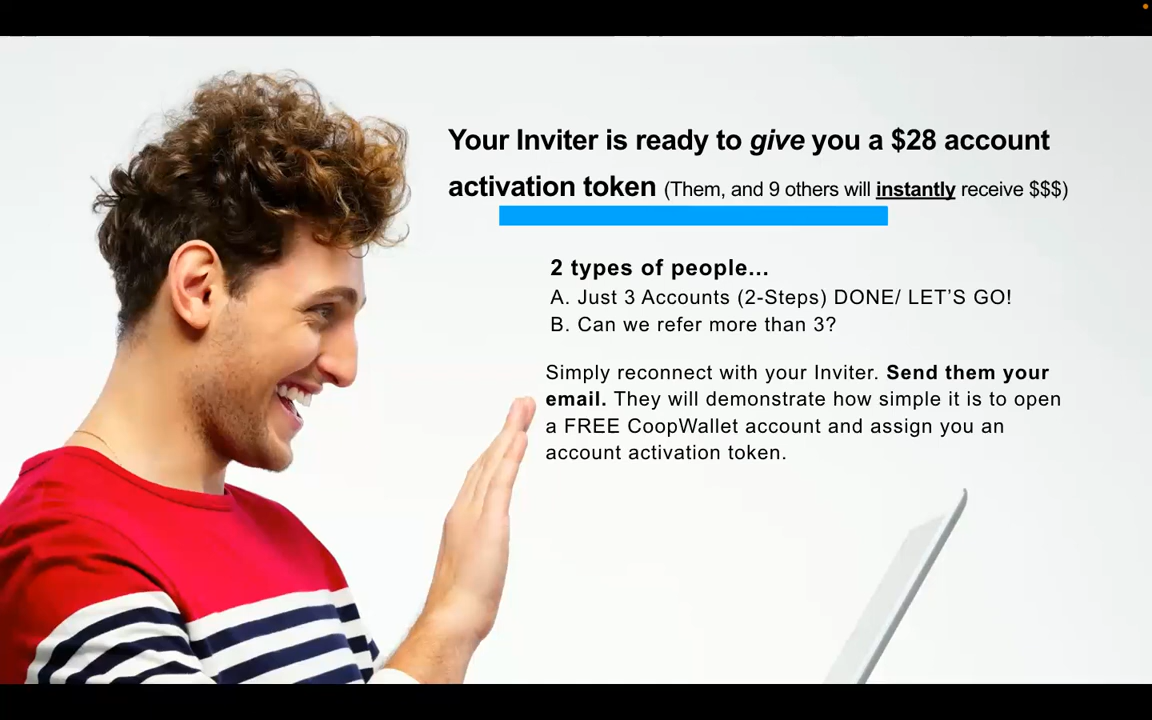 Your Inviter is ready to give you a $28 account
activation token (Them, and 9 others will instantly receive $$$)
2 types of people...
A. Just 3 Accounts (2-Steps) DONE/ LET’S GO!
B. Can we refer more than 3?
Simply reconnect with your Inviter. Send them your
email. They will demonstrate how simple it is to open
a FREE CoopWallet account and assign you an
account activation token.